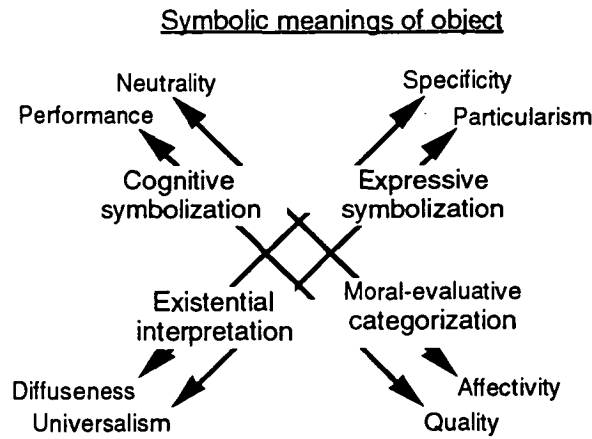 Symbolic meanings of object
Neutrality
Specificity
Performance
Particularism
Cognitive
symbolization
Expressive
symbolization
Existential
interpretation
Moral-evaluative
categorization
Diffuseness
Universalism
Affectivity
Quality